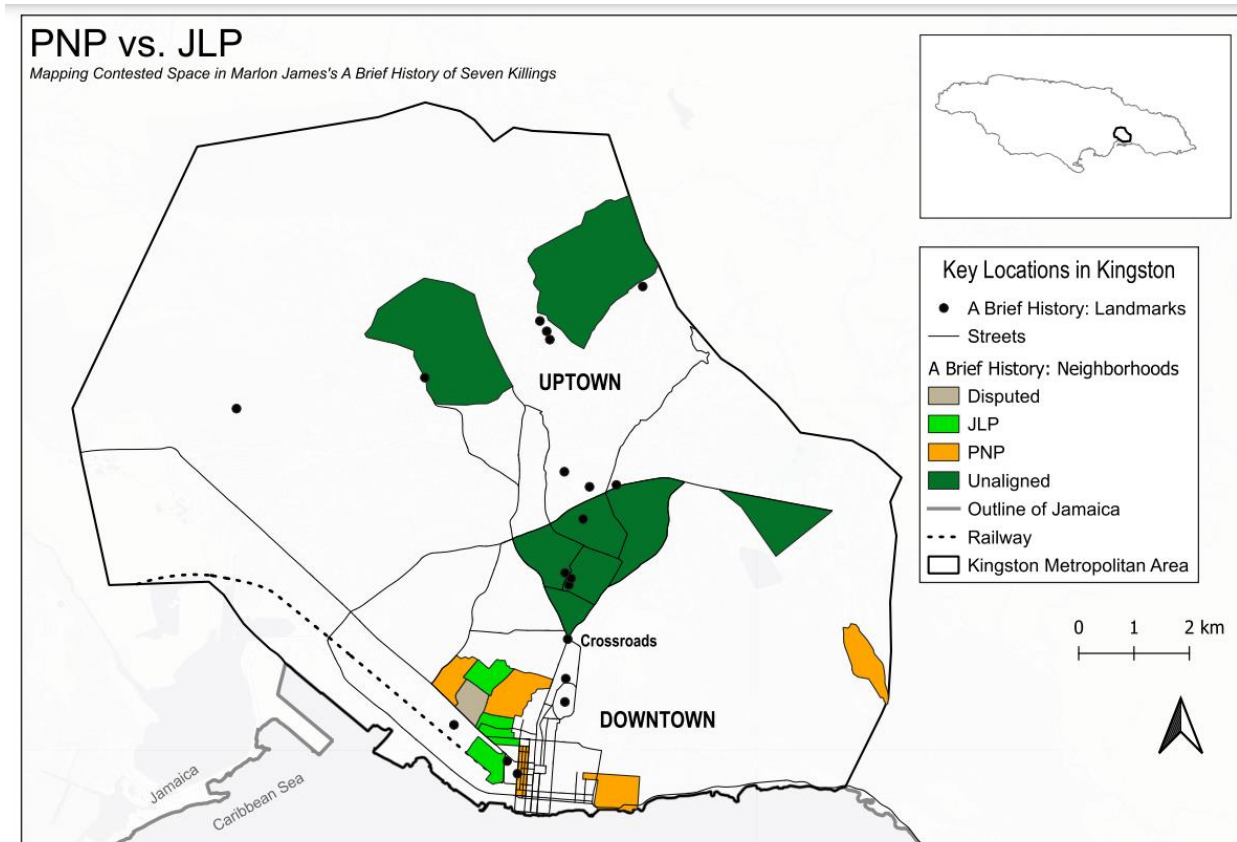 PNP vs. JLP
Mapping Contested Space in Marlon James's A Brief History of Seven Killings
UPTOWN
Crossroads
DOWNTOWN
Jamaica
Caribbean Sea
Key Locations in Kingston
A Brief History: Landmarks
Streets
A Brief History: Neighborhoods
Disputed
JLP
PNP
Unaligned
Outline of Jamaica
Railway
Kingston Metropolitan Area
0 1 2 km